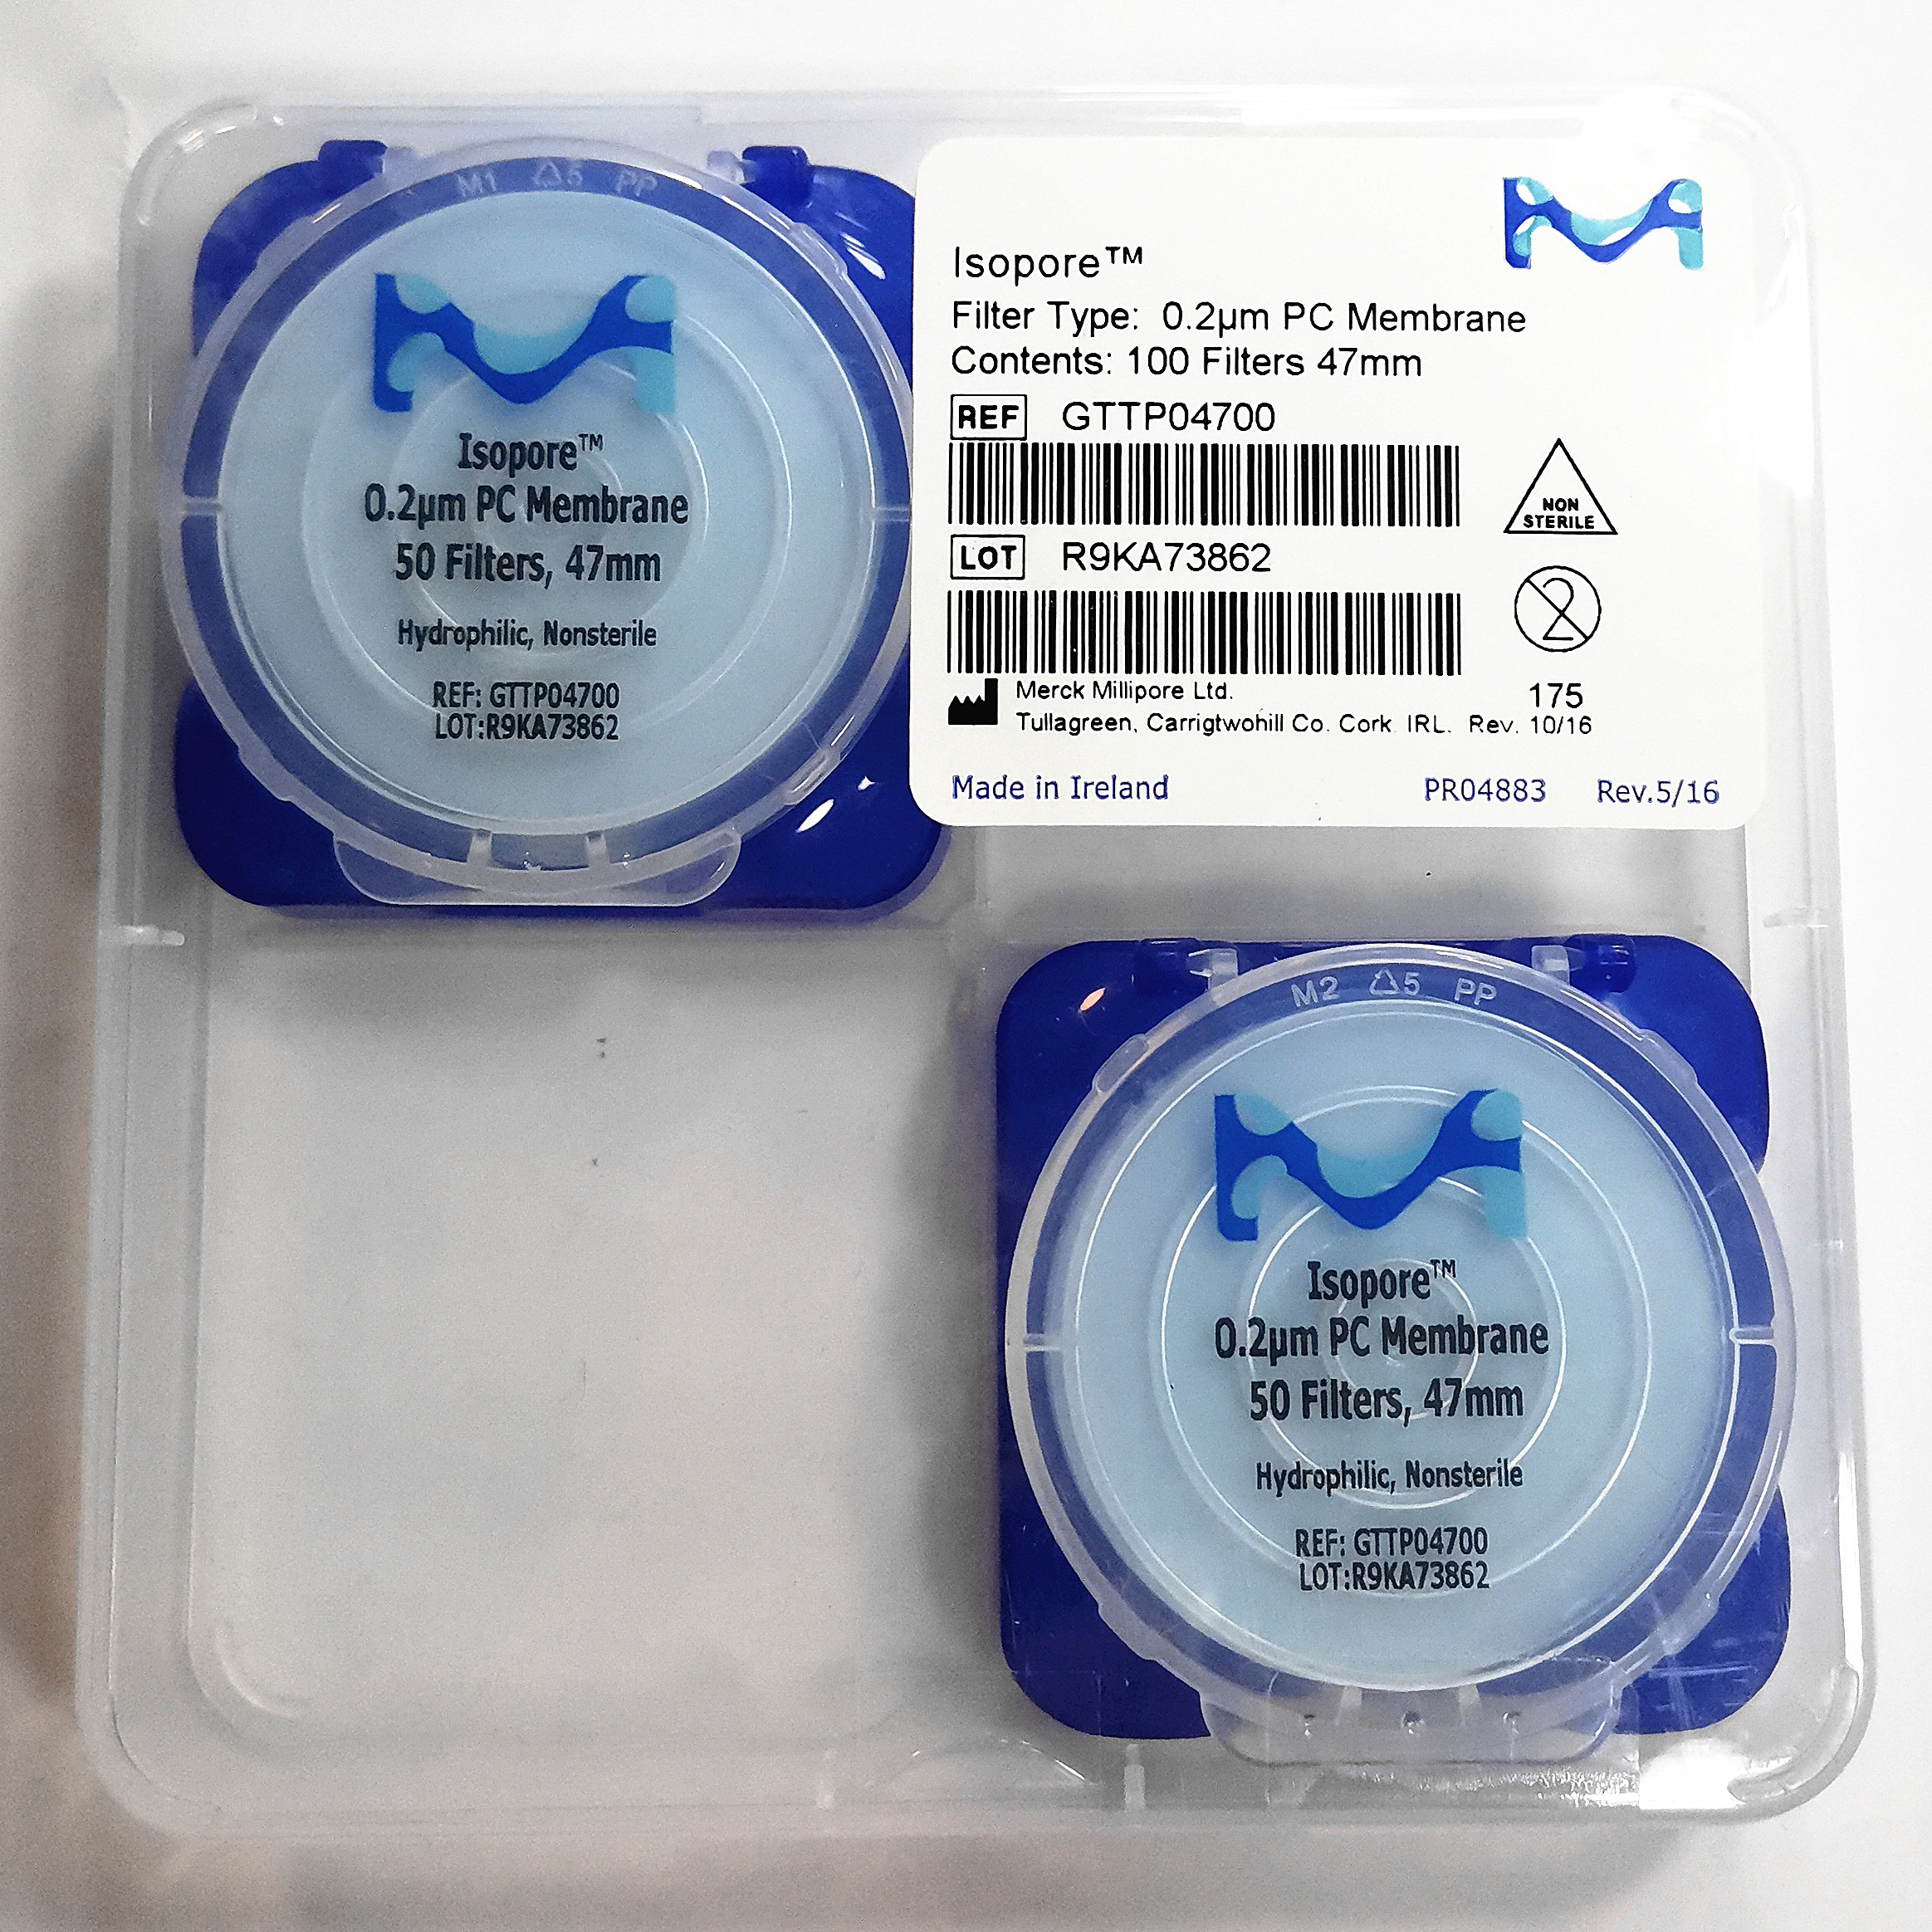 M1 5 PP
Isopore™
0.2µm PC Membrane
50 Filters, 47mm
Hydrophilic, Nonsterile
REF: GTTP04700
LOT:R9KA73862
Isopore™
Filter Type: 0.2µm PC Membrane
Contents: 100 Filters 47mm
REF GTTP04700
NON
STERILE
LOT R9KA73862
2
Merck Millipore Ltd. 175
Tullagreen, Carrigtwohill Co. Cork IRL. Rev. 10/16
Made in Ireland PR04883 Rev.5/16
M2 5 PP
Isopore™
0.2µm PC Membrane
50 Filters, 47mm
Hydrophilic, Nonsterile
REF: GTTP04700
LOT:R9KA73862